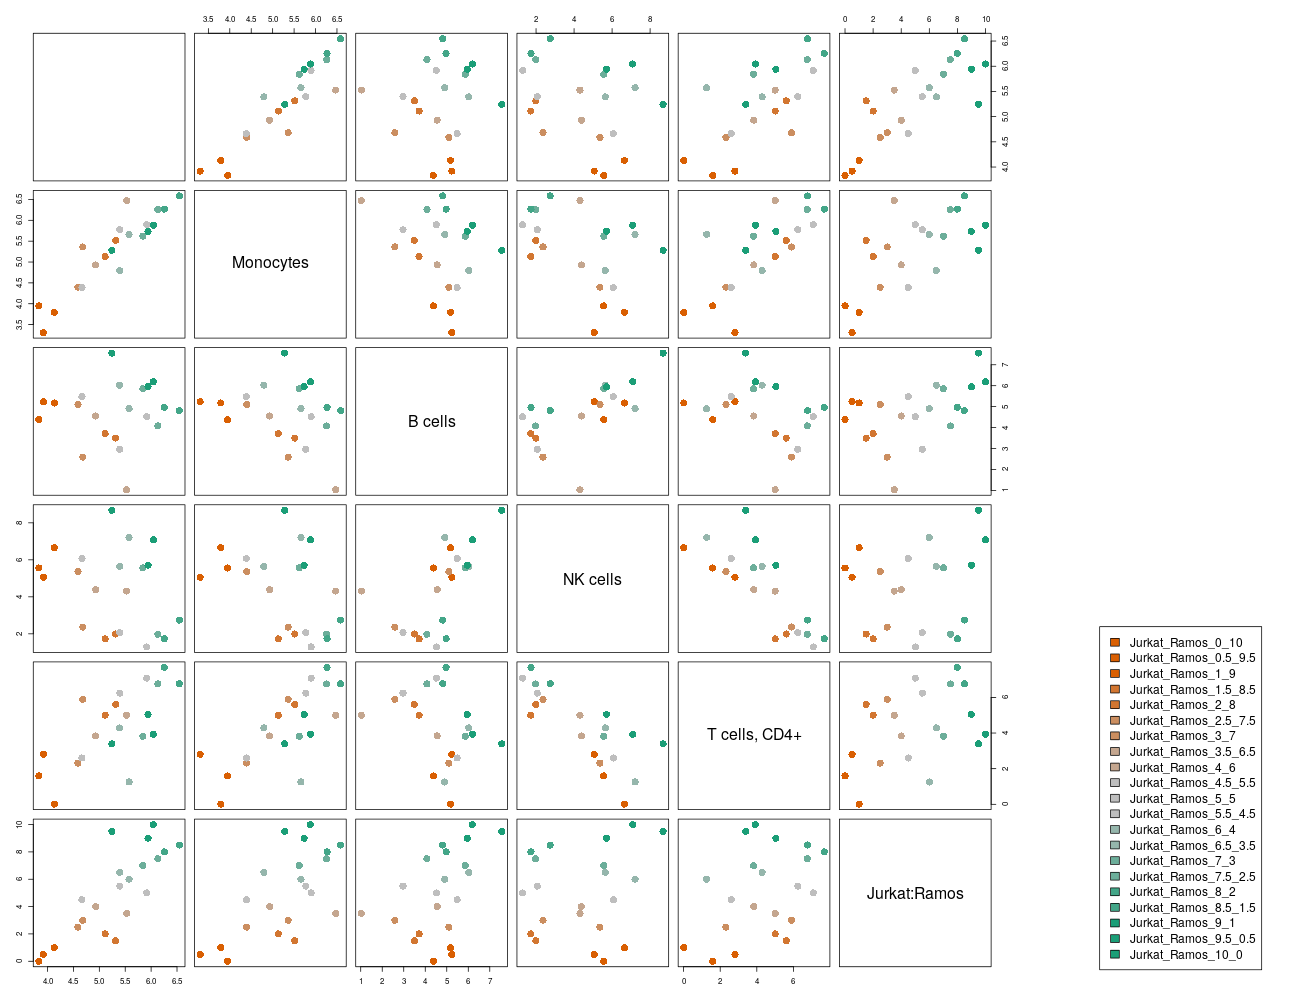 3.5 4.0 4.5 5.0 5.5 6.0 6.5
2 4 6 8
0 2 4 6 8 10
4.0 4.5 5.0 5.5 6.0 6.5
3.5 4.0 4.5 5.0 5.5 6.0 6.5
Monocytes
B cells
1 2 3 4 5 6 7
2 4 6 8
NK cells
T cells, CD4+
0 2 4 6
0 2 4 6 8 10
Jurkat:Ramos
4.0 4.5 5.0 5.5 6.0 6.5
1 2 3 4 5 6 7
0 2 4 6
Jurkat_Ramos_0_10
Jurkat_Ramos_0.5_9.5
Jurkat_Ramos_1_9
Jurkat_Ramos_1.5_8.5
Jurkat_Ramos_2_8
Jurkat_Ramos_2.5_7.5
Jurkat_Ramos_3_7
Jurkat_Ramos_3.5_6.5
Jurkat_Ramos_4_6
Jurkat_Ramos_4.5_5.5
Jurkat_Ramos_5_5
Jurkat_Ramos_5.5_4.5
Jurkat_Ramos_6_4
Jurkat_Ramos_6.5_3.5
Jurkat_Ramos_7_3
Jurkat_Ramos_7.5_2.5
Jurkat_Ramos_8_2
Jurkat_Ramos_8.5_1.5
Jurkat_Ramos_9_1
Jurkat_Ramos_9.5_0.5
Jurkat_Ramos_10_0